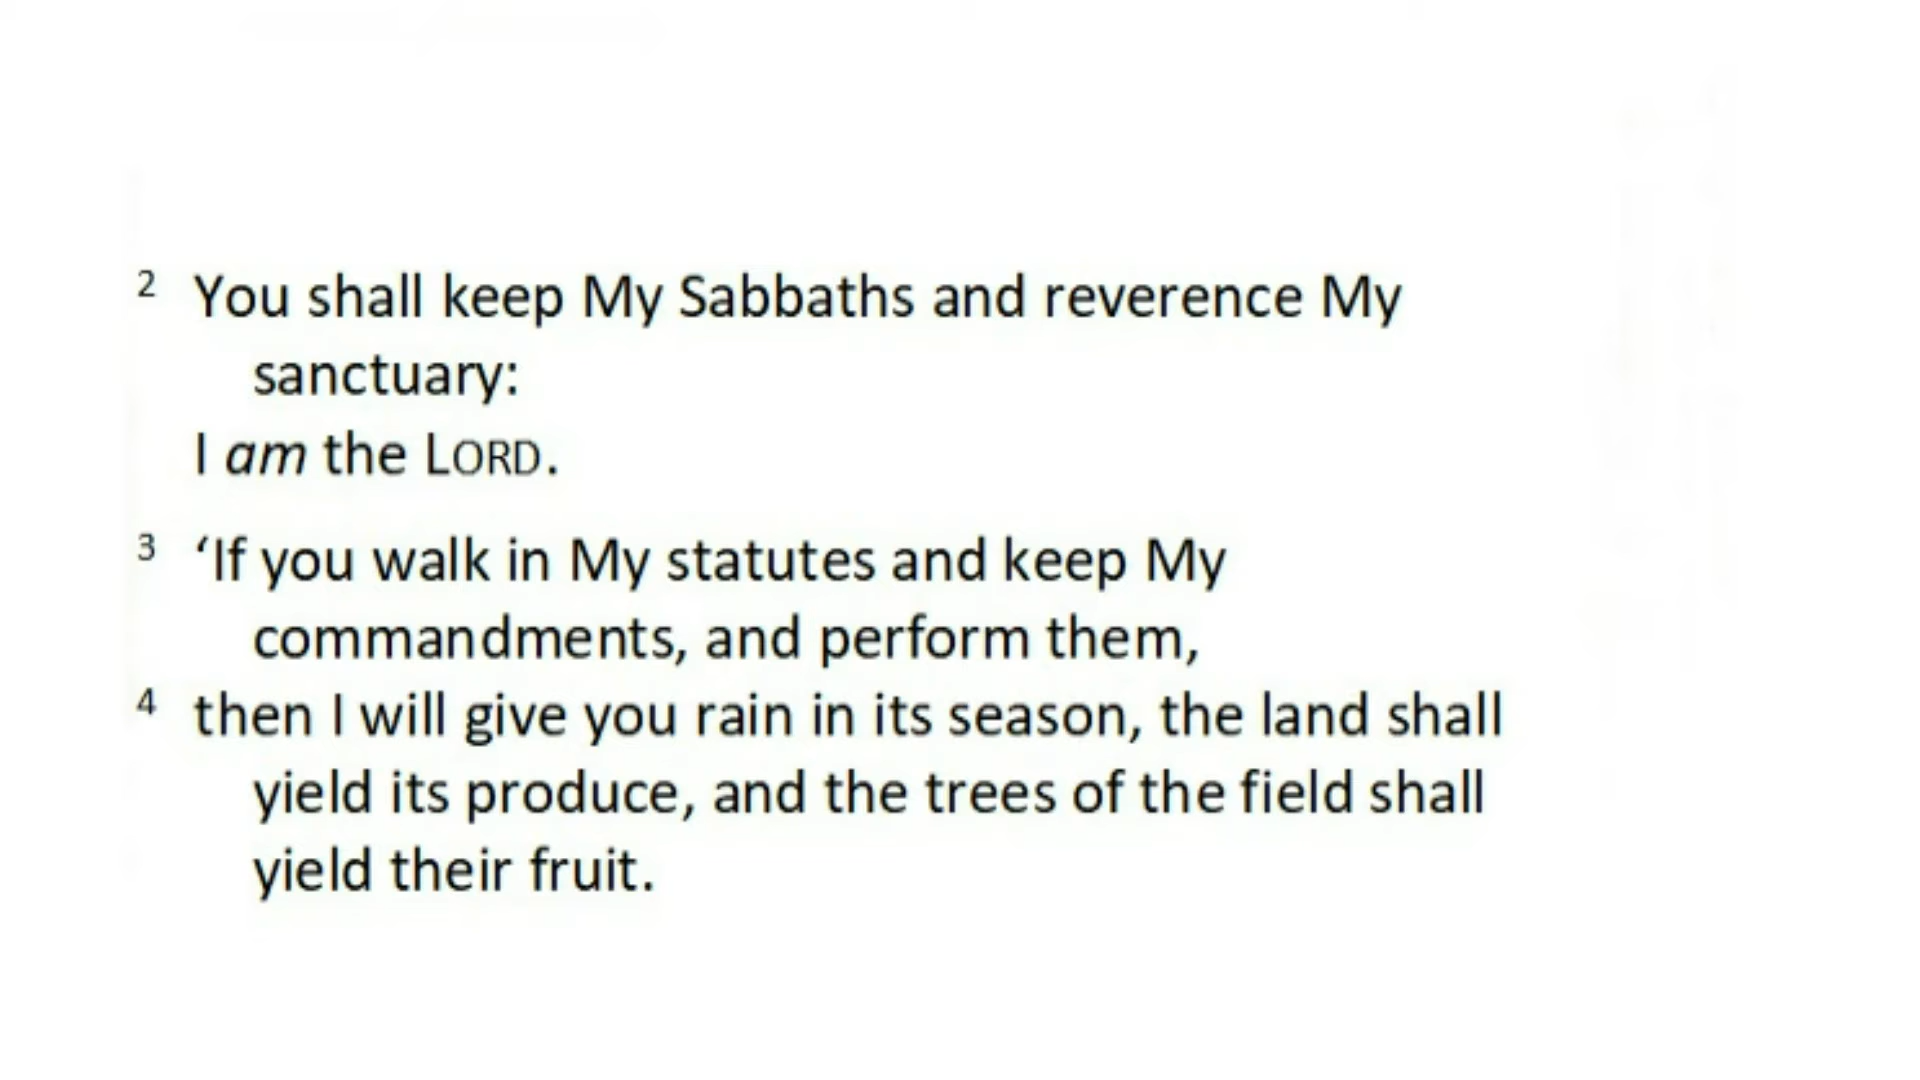 2 You shall keep My Sabbaths and reverence My
sanctuary:
I am the LORD.
3 ‘If you walk in My statutes and keep My
commandments, and perform them,
4 then I will give you rain in its season, the land shall
yield its produce, and the trees of the field shall
yield their fruit.